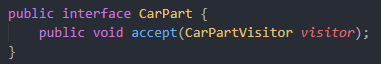 public interface CarPart {
    public void accept(CarPartVisitor visitor);
}